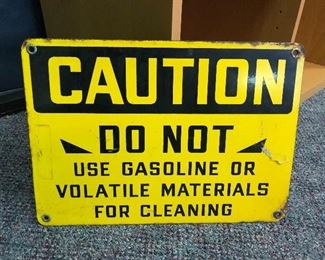 CAUTION
DO NOT
USE GASOLINE OR
VOLATILE MATERIALS
FOR CLEANING